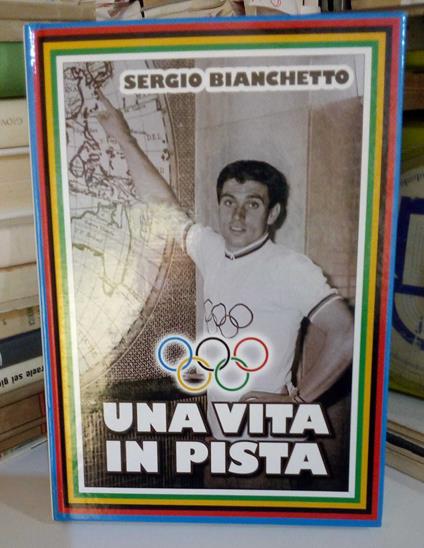 SERGIO BIANCHETTO
UNA VITA
IN PISTA